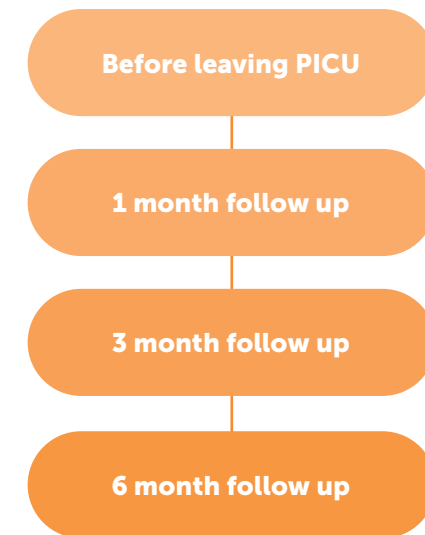 Before leaving PICU
1 month follow up
3 month follow up
6 month follow up